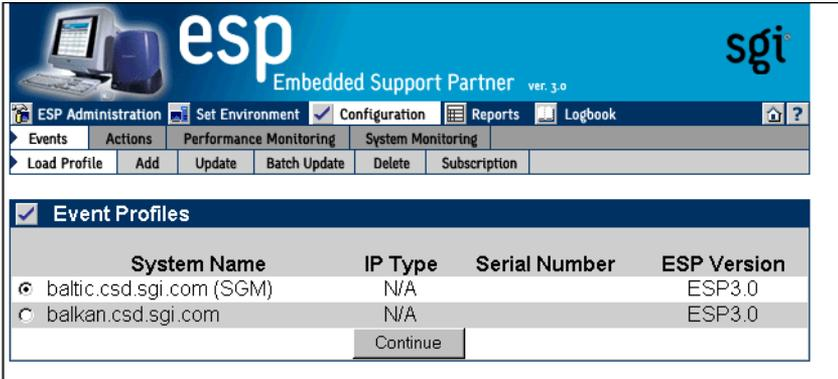 esp
sgi
Embedded Support Partner ver. 3.0
ESP Administration Set Environment Configuration Reports Logbook ?
Events Actions Performance Monitoring System Monitoring
Load Profile Add Update Batch Update Delete Subscription
Event Profiles
System Name IP Type Serial Number ESP Version
baltic.csd.sgi.com (SGM) N/A ESP3.0
balkan.csd.sgi.com N/A ESP3.0
Continue